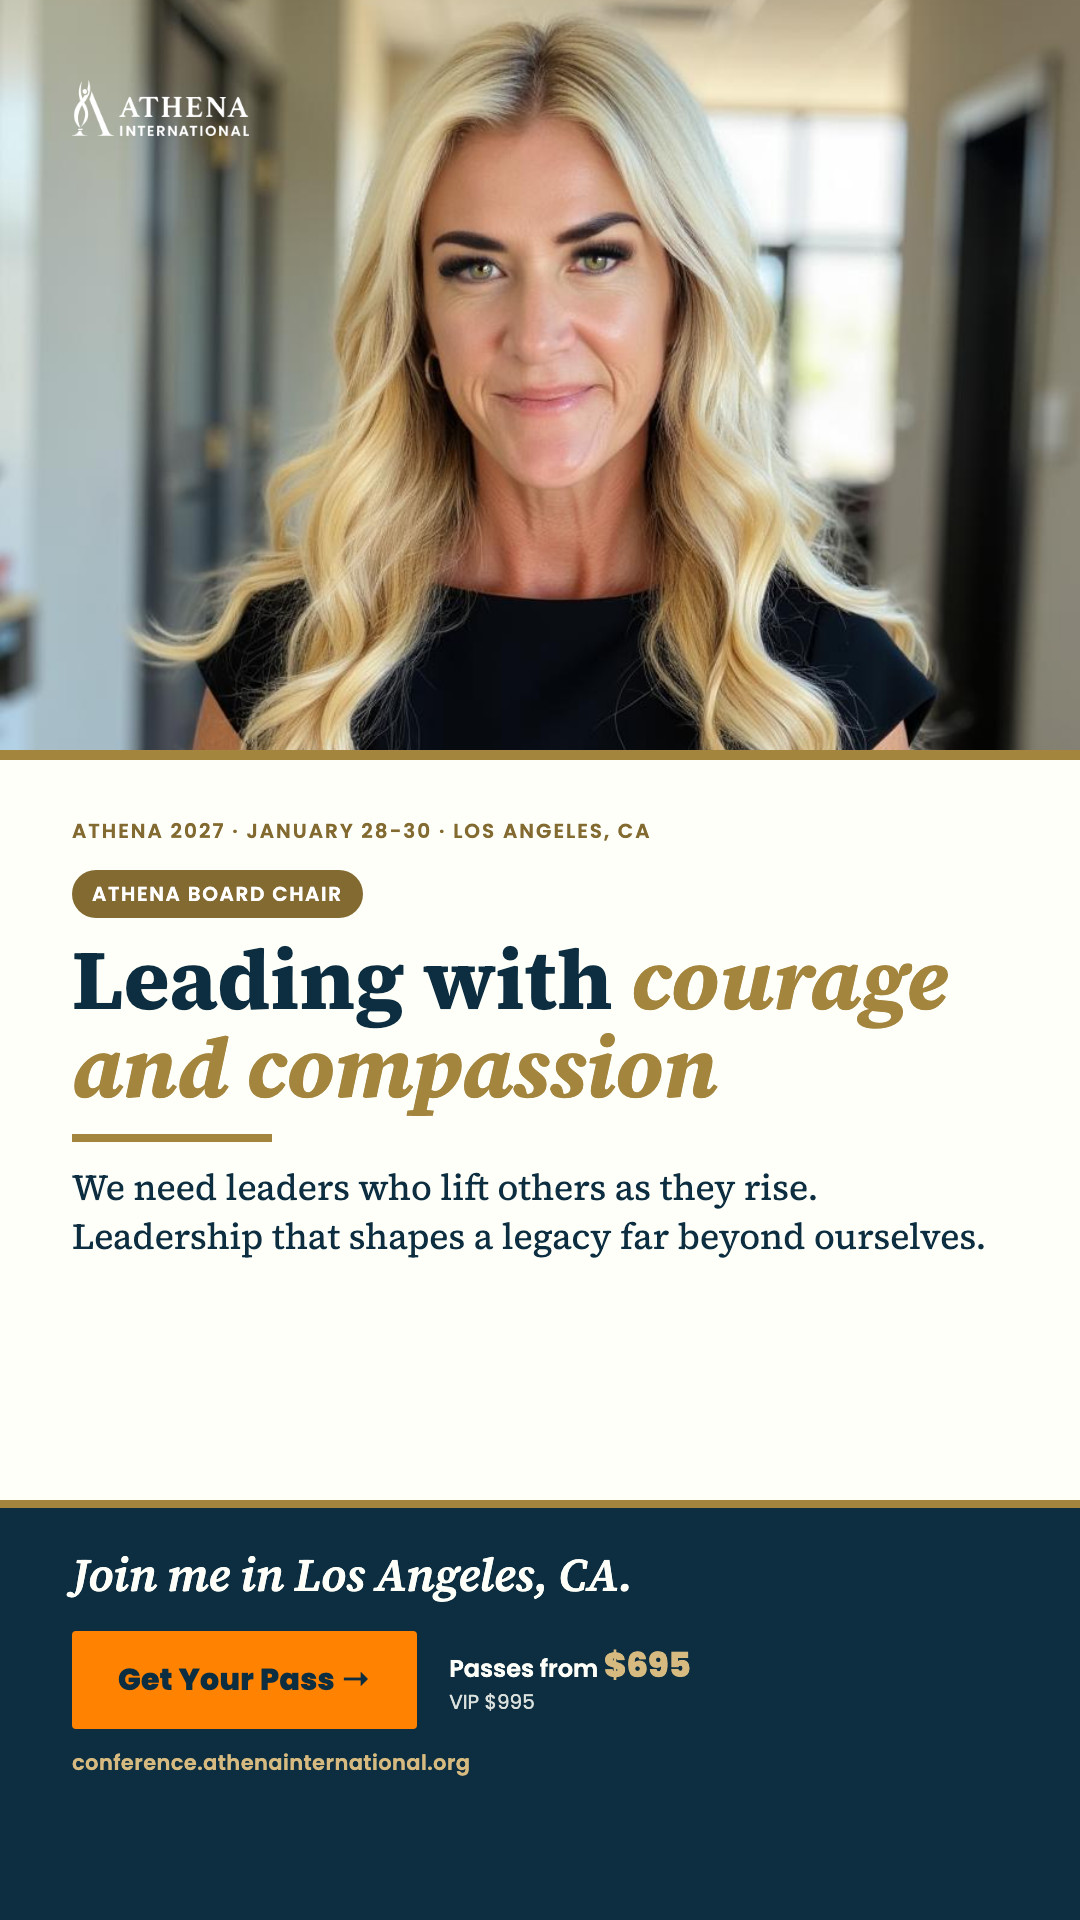 ATHENA
INTERNATIONAL
ATHENA 2027 · JANUARY 28–30 · LOS ANGELES, CA
ATHENA BOARD CHAIR
Leading with courage
and compassion
We need leaders who lift others as they rise.
Leadership that shapes a legacy far beyond ourselves.
Join me in Los Angeles, CA.
Get Your Pass →
Passes from $695
VIP $995
conference.athenainternational.org